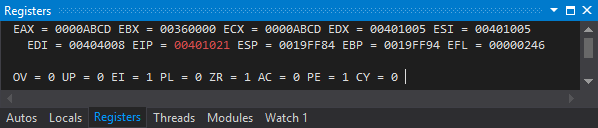 Registers
EAX = 0000ABCD EBX = 00360000 ECX = 0000ABCD EDX = 00401005 ESI = 00401005
EDI = 00404008 EIP = 00401021 ESP = 0019FF84 EBP = 0019FF94 EFL = 00000246
OV = 0 UP = 0 EI = 1 PL = 0 ZR = 1 AC = 0 PE = 1 CY = 0
Autos Locals Registers Threads Modules Watch 1